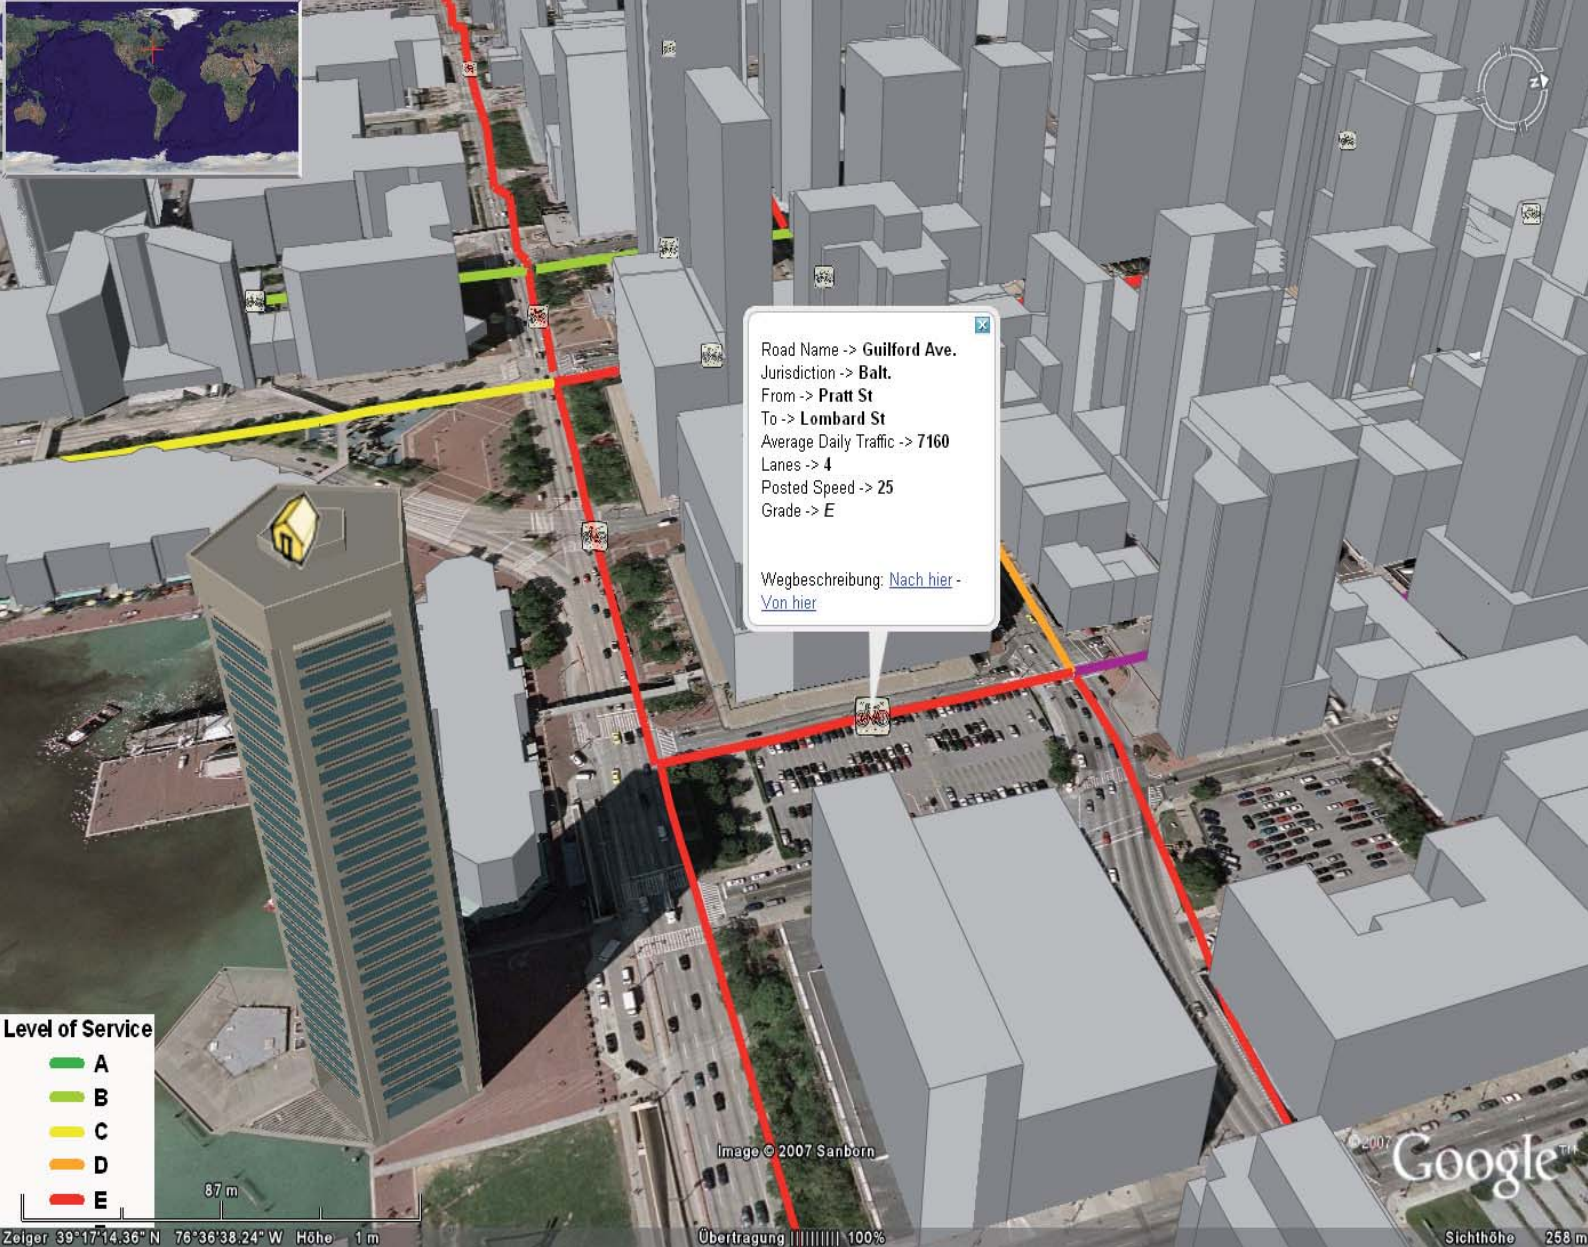 N
Road Name -> Guilford Ave.
Jurisdiction -> Balt.
From -> Pratt St
To -> Lombard St
Average Daily Traffic -> 7160
Lanes -> 4
Posted Speed -> 25
Grade -> E
Wegbeschreibung: Nach hier -
Von hier
Level of Service
A
B
C
D
E
87 m
Image © 2007 Sanborn
©2007 Google™
Zeiger 39°17'14.36" N 76°36'38.24" W Höhe 1 m
Übertragung 100%
Sichthöhe 258 m